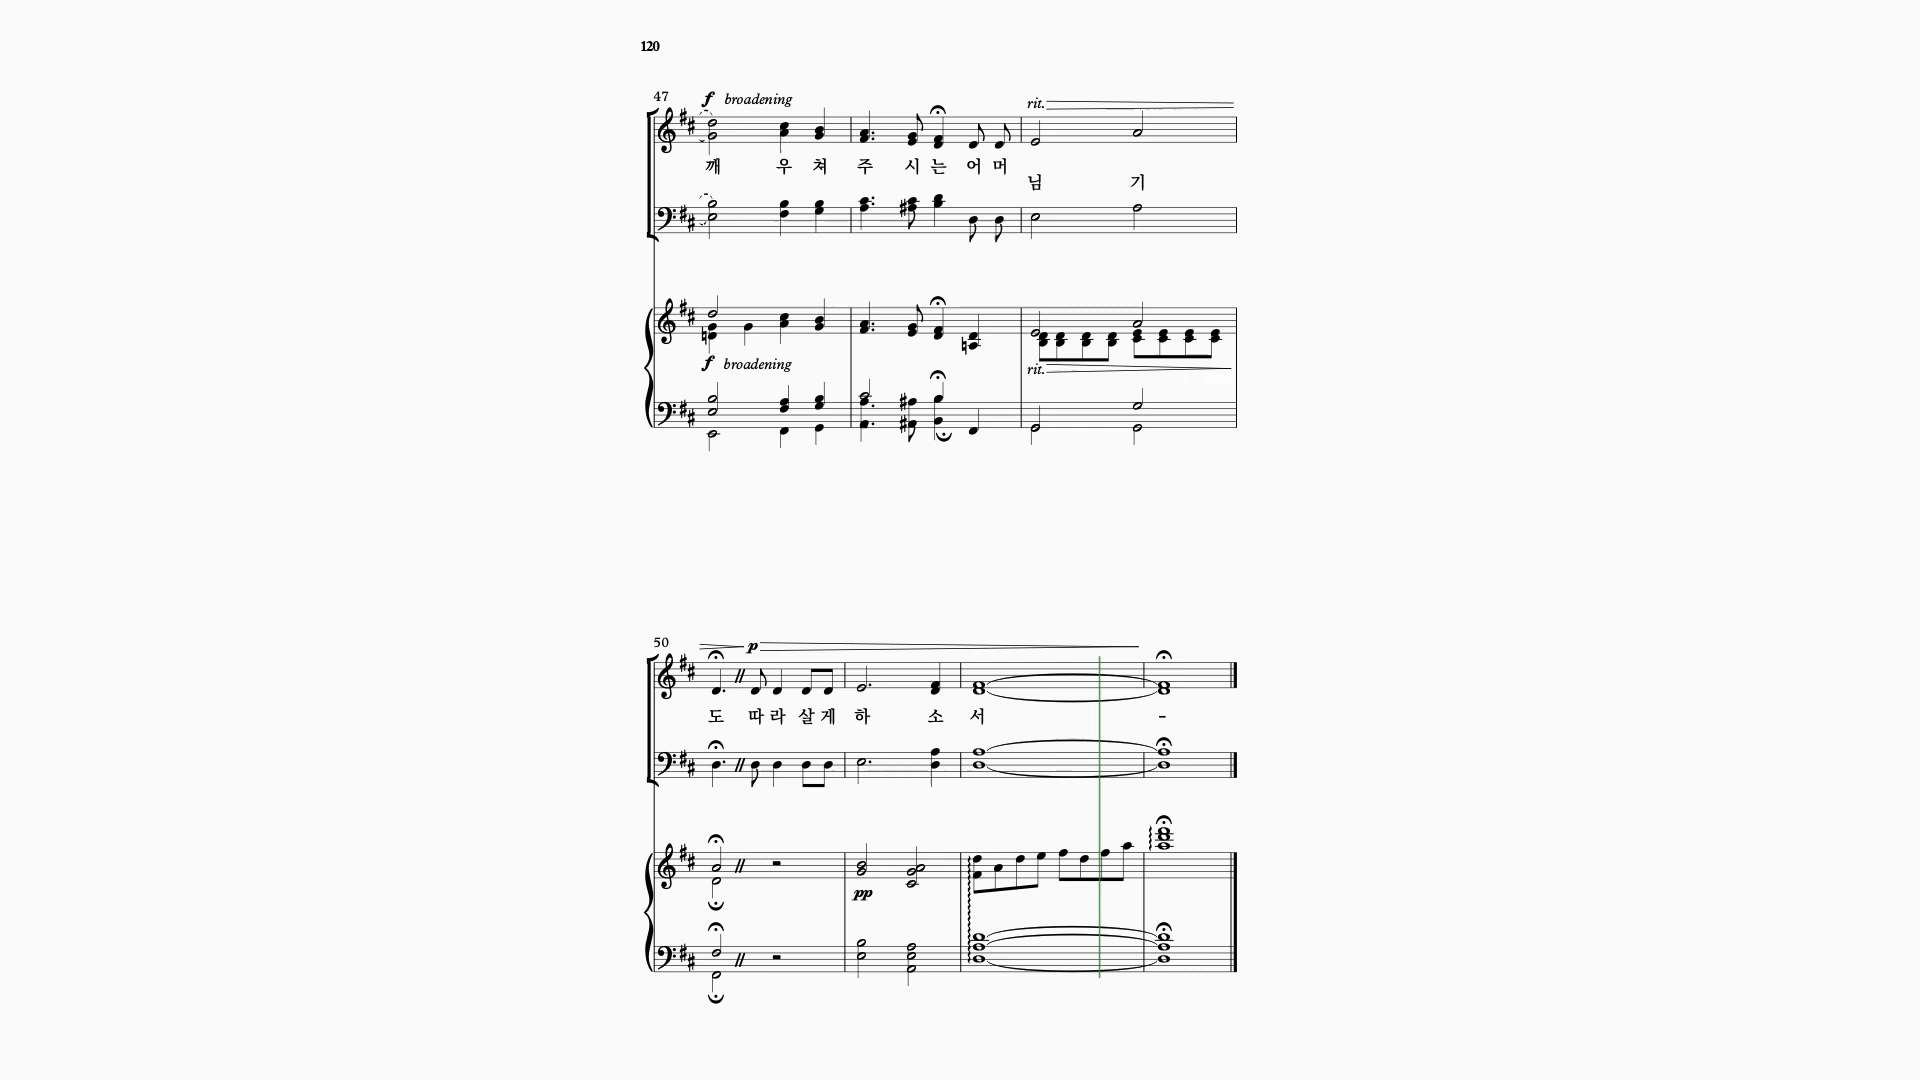 120
47
f broadening
rit.
깨 우 쳐 주 시 는 어 머
님 기
f broadening
rit.
50
p
도 따 라 살 게 하 소 서 -
pp